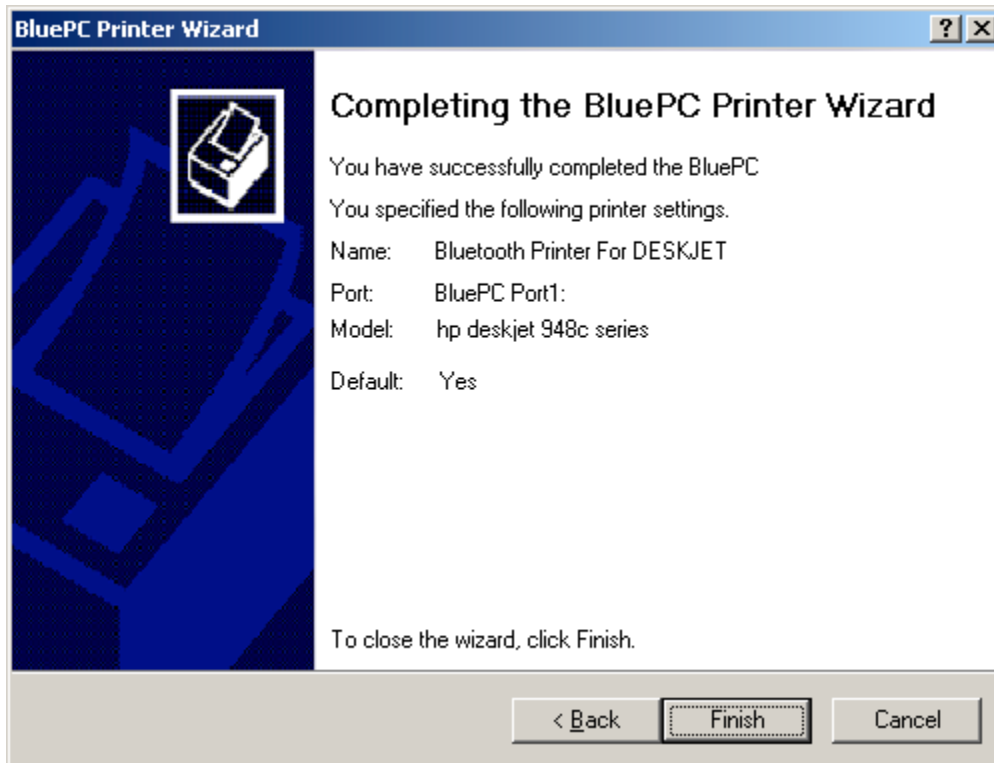 BluePC Printer Wizard
Completing the BluePC Printer Wizard
You have successfully completed the BluePC
You specified the following printer settings.
Name: Bluetooth Printer For DESKJET
Port: BluePC Port1:
Model: hp deskjet 948c series
Default: Yes
To close the wizard, click Finish.
< Back Finish Cancel